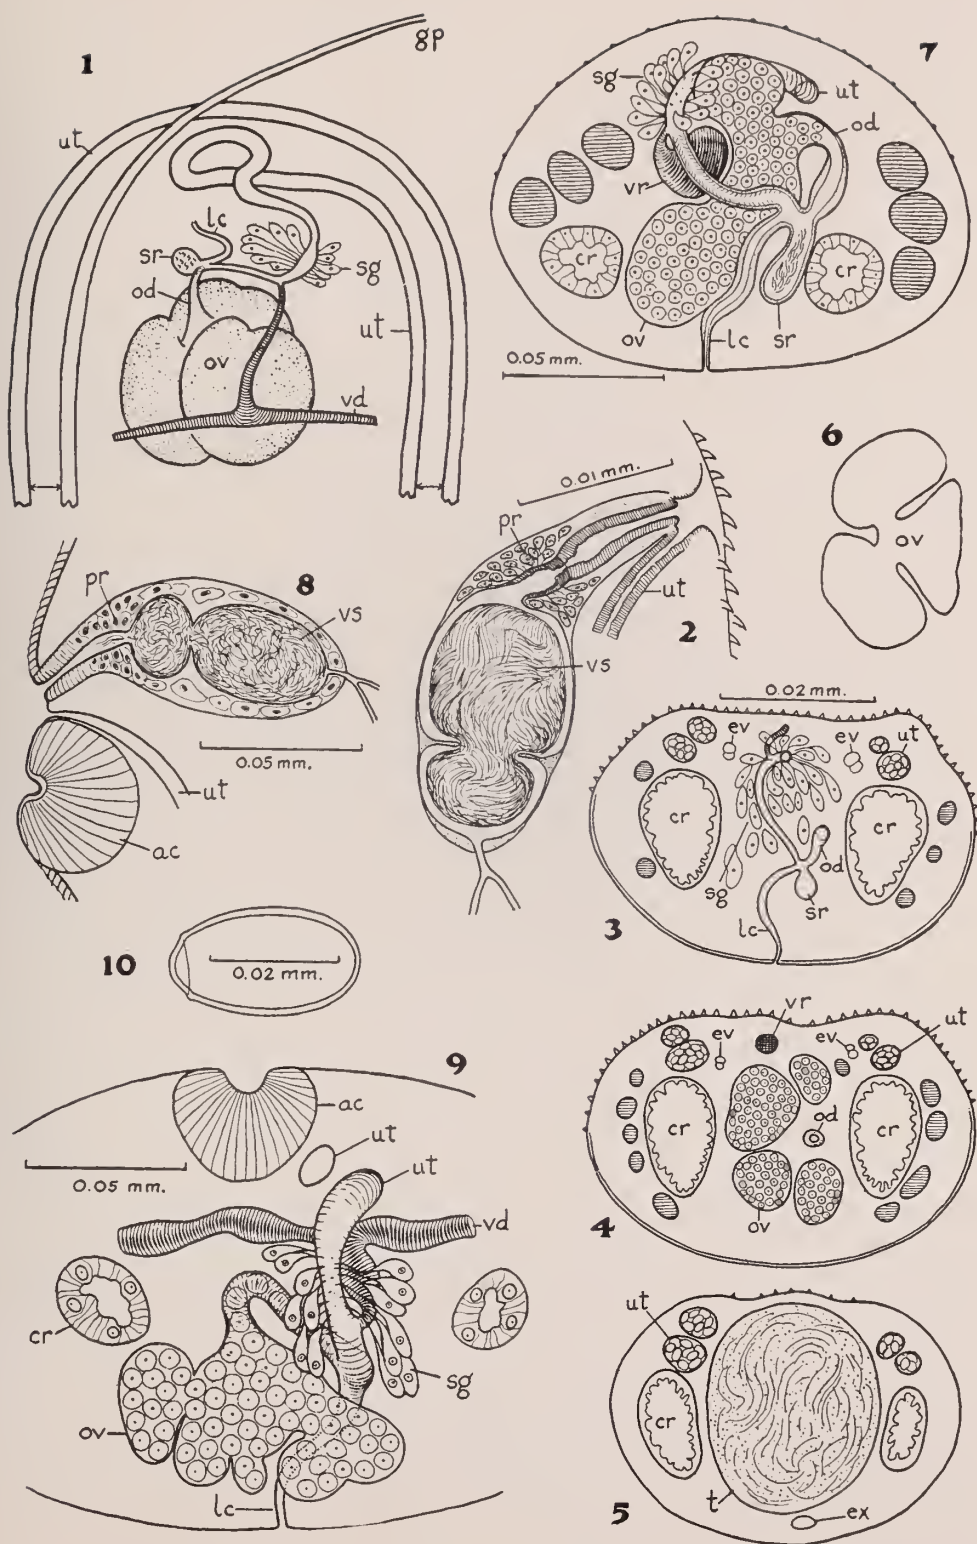 1
gp
ut
lc
sr
sg
od
ut
ov
vd
7
sg
ut
od
vr
cr
cr
ov
lc
sr
0.05 mm.
6
ov
0.01 mm.
pr
ut
2
vs
8
pr
vs
0.05 mm.
ut
ac
0.02 mm.
ev
ev
ut
cr
cr
od
sg
sr
lc
3
10
0.02 mm.
vr
ev
ev
ut
cr
od
cr
ov
4
9
ac
ut
ut
0.05 mm.
vd
cr
sg
ov
lc
ut
cr
t
ex
5